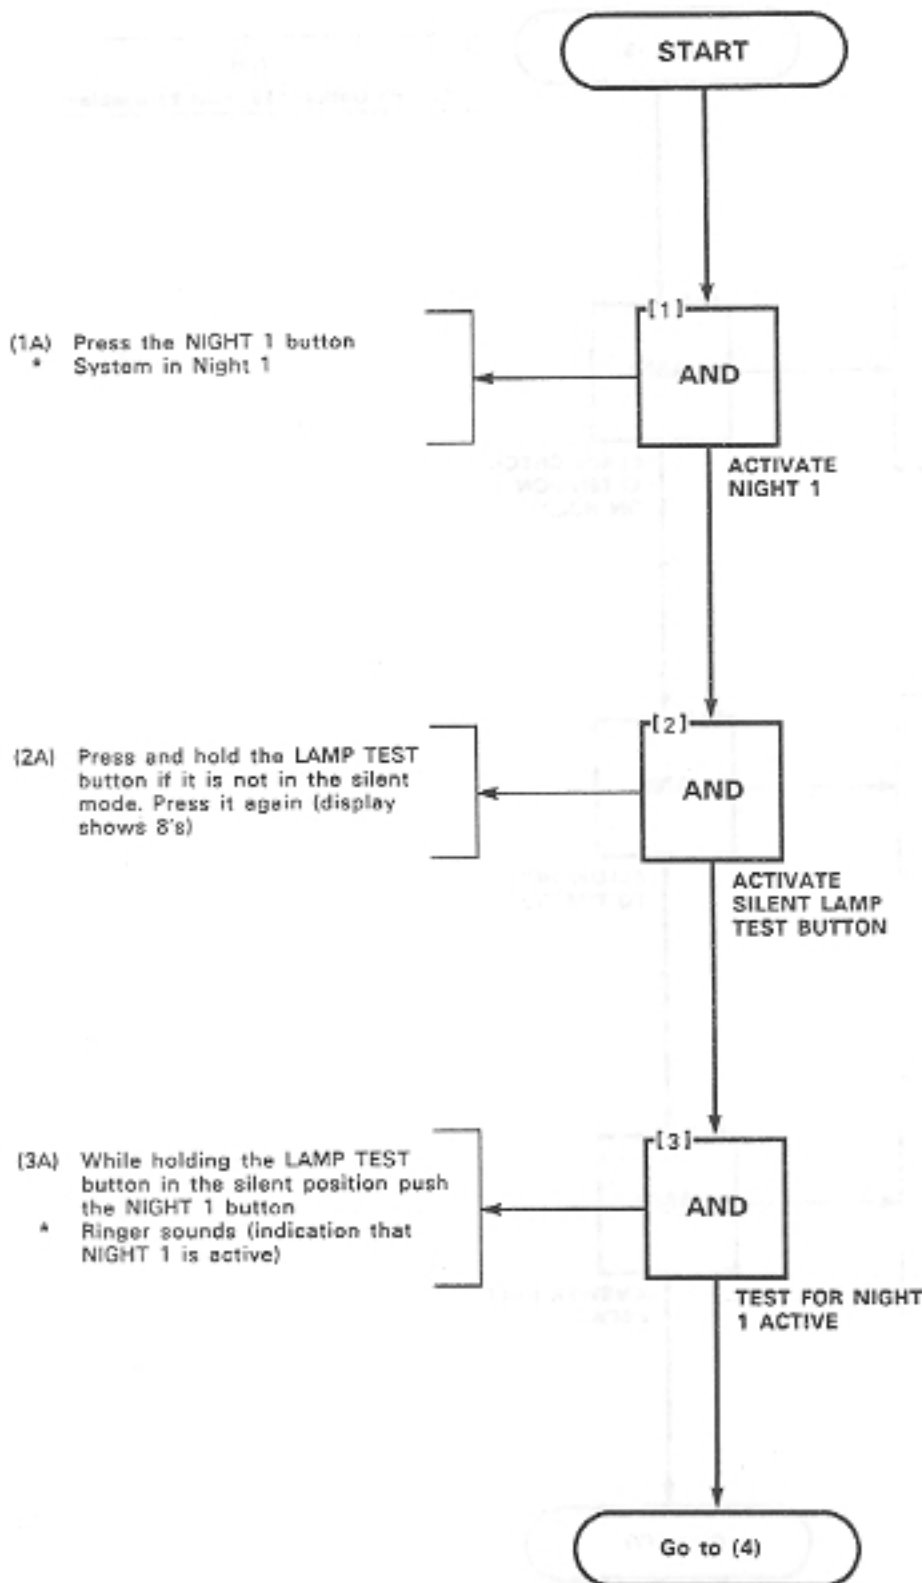 START
[1]
(1A) Press the NIGHT 1 button
* System in Night 1
AND
ACTIVATE
NIGHT 1
[2]
(2A) Press and hold the LAMP TEST
button if it is not in the silent
mode. Press it again (display
shows 8's)
AND
ACTIVATE
SILENT LAMP
TEST BUTTON
[3]
(3A) While holding the LAMP TEST
button in the silent position push
the NIGHT 1 button
* Ringer sounds (indication that
NIGHT 1 is active)
AND
TEST FOR NIGHT
1 ACTIVE
Go to (4)